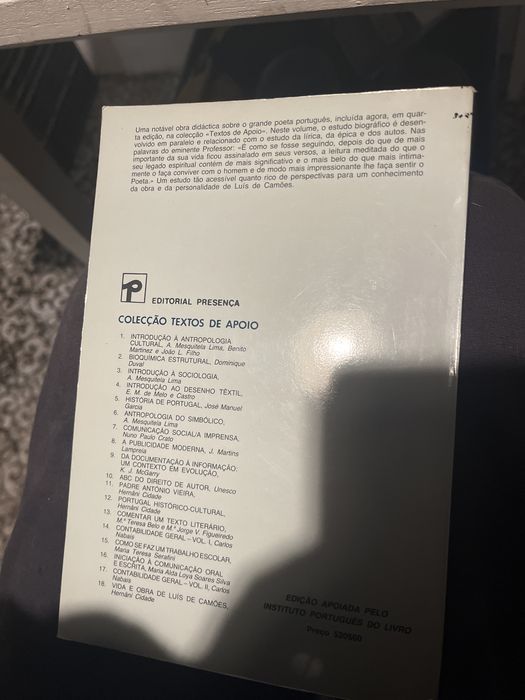 Uma notável obra didáctica sobre o grande poeta português, incluída agora, em quar-
ta edição, na colecção «Textos de Apoio». Neste volume, o estudo biográfico é desen-
volvido em paralelo e relacionado com o estudo da lírica, da épica e dos autos. Nas
palavras do eminente Professor: «É como se fosse seguindo, depois do que de mais
importante da sua vida ficou assinalado em seus versos, a leitura meditada do que o
seu legado espiritual contém de mais significativo e o mais belo do que mais intima-
mente o faça conviver com o homem e de modo mais impressionante lhe faça sentir o
Poeta.» Um estudo tão acessível quanto rico de perspectivas para um conhecimento
da obra e da personalidade de Luís de Camões.
EDITORIAL PRESENÇA
COLECÇÃO TEXTOS DE APOIO
1. INTRODUÇÃO À ANTROPOLOGIA
CULTURAL, A. Mesquitela Lima, Benito
Martinez e João L. Filho
2. BIOQUÍMICA ESTRUTURAL, Dominique
Duval
3. INTRODUÇÃO À SOCIOLOGIA,
A. Mesquitela Lima
4. INTRODUÇÃO AO DESENHO TÊXTIL,
E. M. de Melo e Castro
5. HISTÓRIA DE PORTUGAL, José Manuel
Garcia
6. ANTROPOLOGIA DO SIMBÓLICO,
A. Mesquitela Lima
7. COMUNICAÇÃO SOCIAL/A IMPRENSA,
Nuno Paulo Crato
8. A PUBLICIDADE MODERNA, J. Martins
Lampreia
9. DA DOCUMENTAÇÃO À INFORMAÇÃO:
UM CONTEXTO EM EVOLUÇÃO,
K. J. McGarry
10. ABC DO DIREITO DE AUTOR, Unesco
11. PADRE ANTÓNIO VIEIRA,
Hernâni Cidade
12. PORTUGAL HISTÓRICO-CULTURAL,
Hernâni Cidade
13. COMENTAR UM TEXTO LITERÁRIO,
M.ª Teresa Belo e M.ª Jorge V. Figueiredo
14. CONTABILIDADE GERAL – VOL. I, Carlos
Nabais
15. COMO SE FAZ UM TRABALHO ESCOLAR,
Maria Teresa Serafini
16. INICIAÇÃO À COMUNICAÇÃO ORAL
E ESCRITA, Maria Alda Loya Soares Silva
17. CONTABILIDADE GERAL – VOL. II, Carlos
Nabais
18. VIDA E OBRA DE LUÍS DE CAMÕES,
Hernâni Cidade
EDIÇÃO APOIADA PELO
INSTITUTO PORTUGUÊS DO LIVRO
Preço 520$00